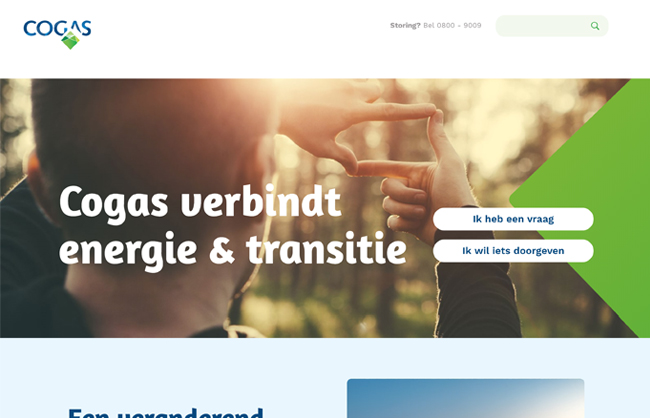 COGAS
Storing? Bel 0800 – 9009
Cogas verbindt
energie & transitie
Ik heb een vraag
Ik wil iets doorgeven
Een veranderend